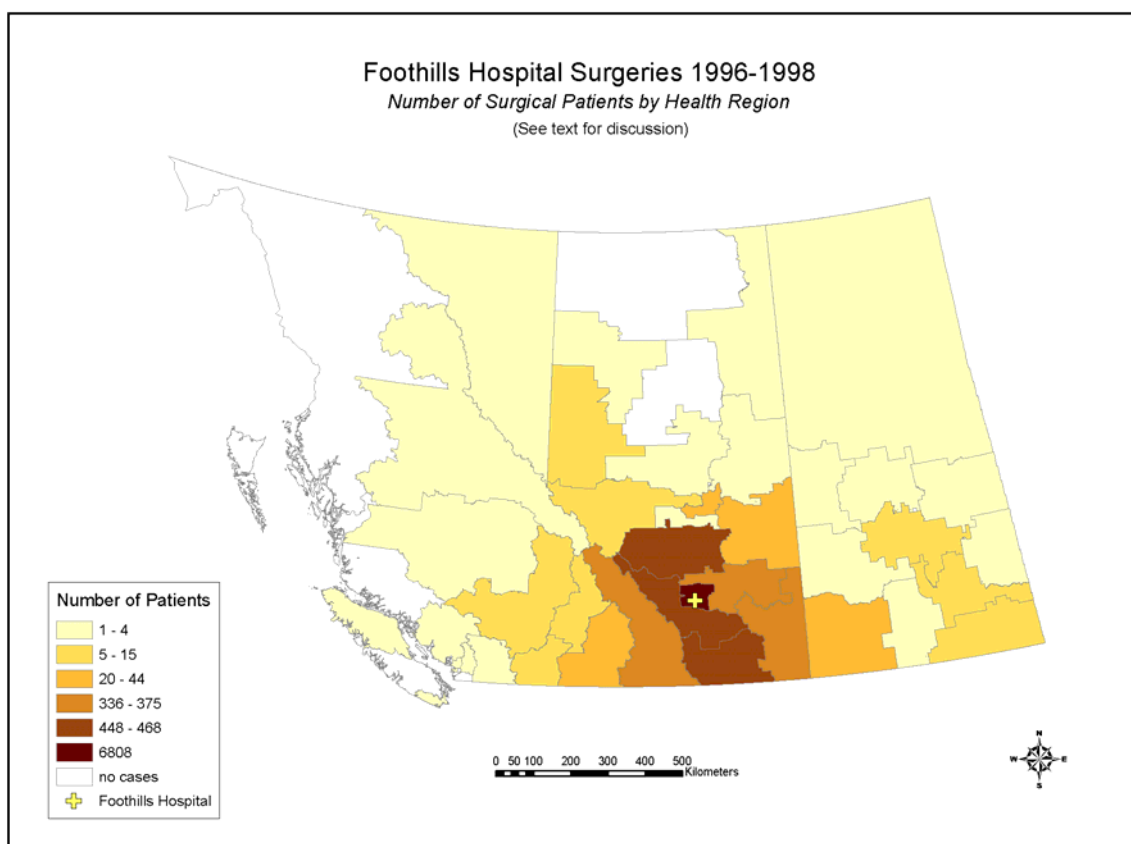 Foothills Hospital Surgeries 1996-1998
Number of Surgical Patients by Health Region
(See text for discussion)
Number of Patients
1 - 4
5 - 15
20 - 44
336 - 375
448 - 468
6808
no cases
Foothills Hospital
0 50 100 200 300 400 500
Kilometers
N
W E
S